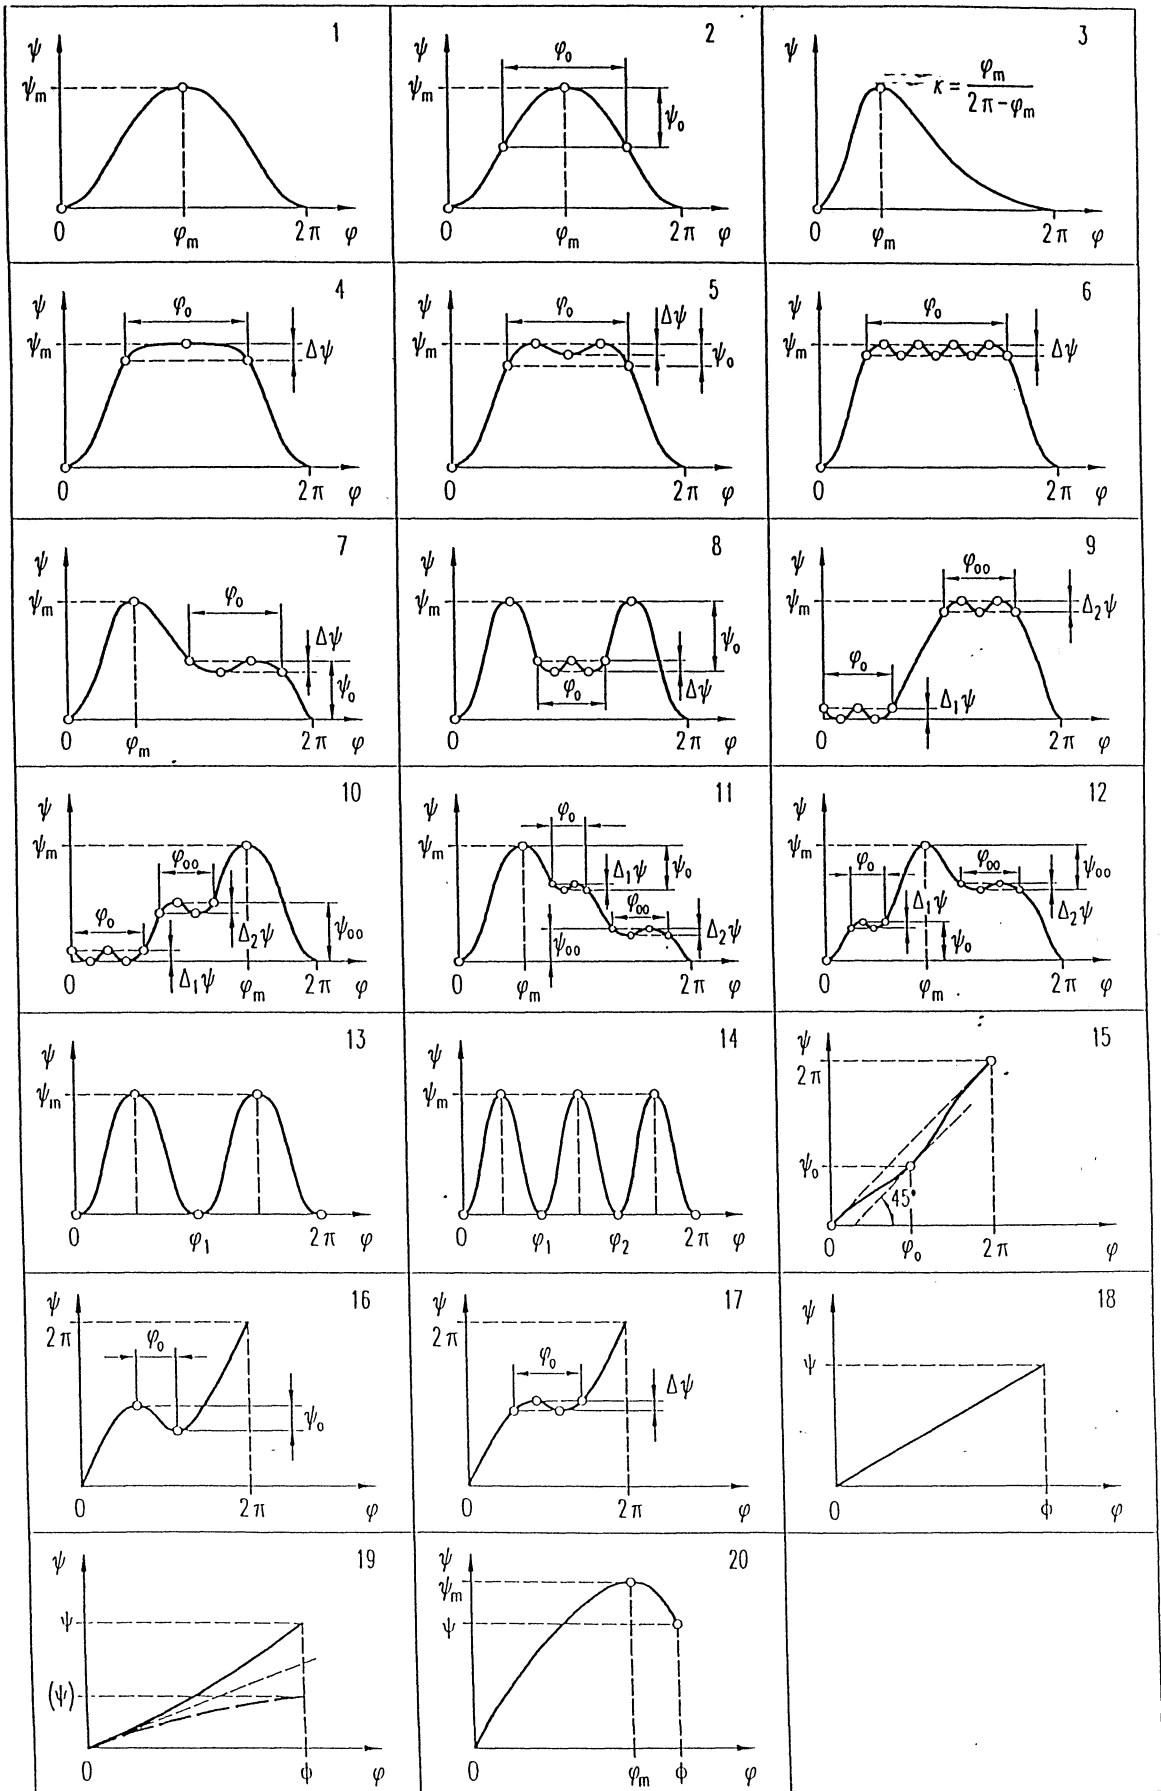 1
ψ
ψm
0
φm
2π φ
2
φ₀
ψ
ψm
ψ₀
0
φm
2π φ
3
ψ
κ = φm / 2π-φm
0
φm
2π φ
4
φ₀
ψ
ψm
Δψ
0
2π φ
5
φ₀
Δψ
ψ
ψm
ψ₀
0
2π φ
6
φ₀
ψ
ψm
Δψ
0
2π φ
7
ψ
ψm
φ₀
Δψ
ψ₀
0
φm
2π φ
8
ψ
ψm
ψ₀
φ₀
Δψ
0
2π φ
9
φ₀₀
ψ
ψm
Δ₂ψ
φ₀
Δ₁ψ
0
2π φ
10
ψ
ψm
φ₀₀
φ₀
Δ₂ψ
ψ₀₀
0
Δ₁ψ
φm
2π φ
11
φ₀
ψ
ψm
Δ₁ψ
ψ₀
φ₀₀
ψ₀₀
Δ₂ψ
0
φm
2π φ
12
ψ
ψm
φ₀
φ₀₀
ψ₀₀
Δ₁ψ
Δ₂ψ
ψ₀
0
φm
2π φ
13
ψ
ψm
0
φ₁
2π φ
14
ψ
ψm
0
φ₁
φ₂
2π φ
15
ψ
2π
ψ₀
45°
0
φ₀
2π
φ
16
ψ
2π
φ₀
ψ₀
0
2π
φ
17
ψ
2π
φ₀
Δψ
0
2π
φ
18
ψ
ψ
0
ϕ
φ
19
ψ
ψ
(ψ)
0
ϕ
φ
20
ψ
ψm
ψ
0
φm
ϕ
φ